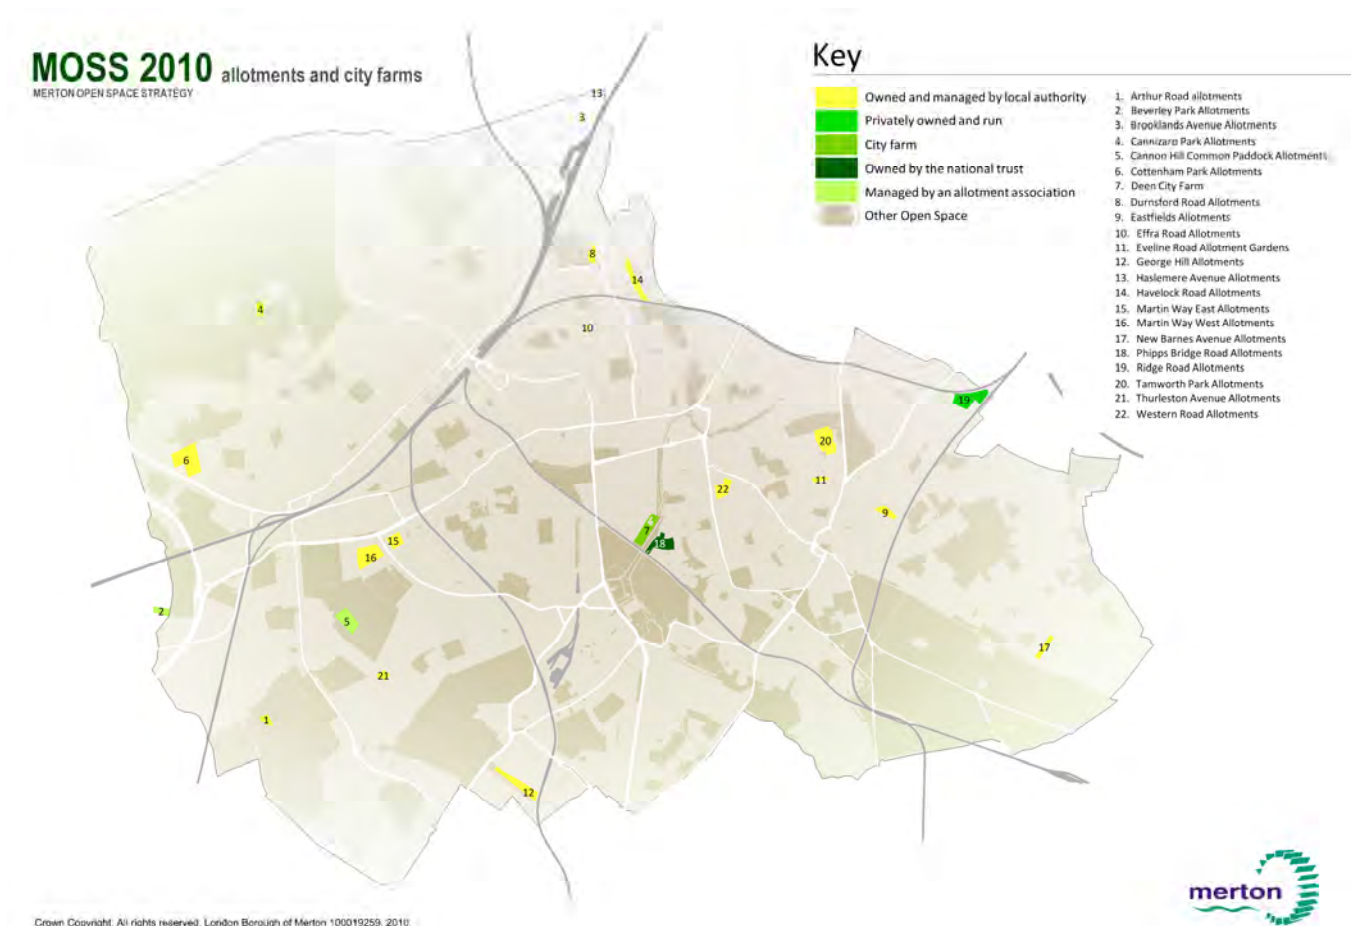 MOSS 2010 allotments and city farms
MERTON OPEN SPACE STRATEGY
Key
Owned and managed by local authority
Privately owned and run
City farm
Owned by the national trust
Managed by an allotment association
Other Open Space
1. Arthur Road allotments
2. Beverley Park Allotments
3. Brooklands Avenue Allotments
4. Cannizaro Park Allotments
5. Cannon Hill Common Paddock Allotments
6. Cottenham Park Allotments
7. Deen City Farm
8. Durnsford Road Allotments
9. Eastfields Allotments
10. Effra Road Allotments
11. Eveline Road Allotment Gardens
12. George Hill Allotments
13. Haslemere Avenue Allotments
14. Havelock Road Allotments
15. Martin Way East Allotments
16. Martin Way West Allotments
17. New Barnes Avenue Allotments
18. Phipps Bridge Road Allotments
19. Ridge Road Allotments
20. Tamworth Park Allotments
21. Thurleston Avenue Allotments
22. Western Road Allotments
13
3
8
14
4
10
19
20
6
11
22
9
7
18
15
16
2
5
17
21
1
12
merton
Crown Copyright. All rights reserved. London Borough of Merton 100019259. 2010